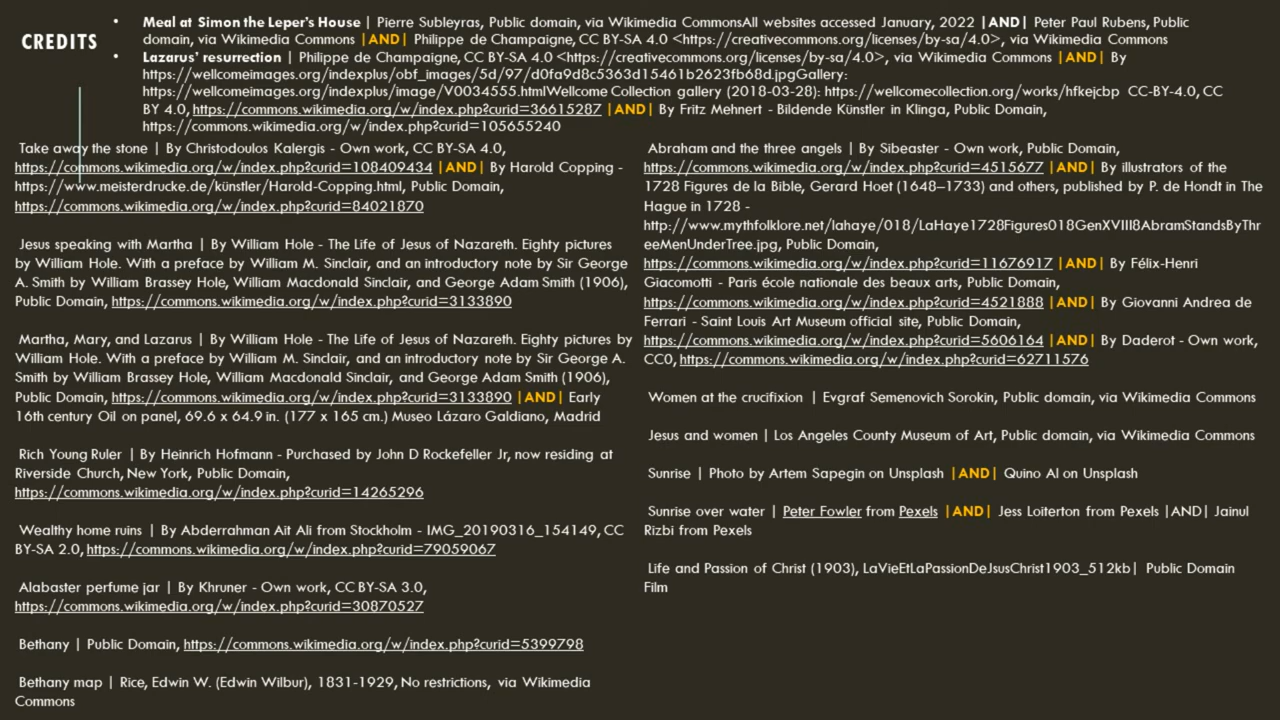 CREDITS
• Meal at Simon the Leper's House | Pierre Subleyras, Public domain, via Wikimedia CommonsAll websites accessed January, 2022 |AND| Peter Paul Rubens, Public
domain, via Wikimedia Commons |AND| Philippe de Champaigne, CC BY-SA 4.0 <https://creativecommons.org/licenses/by-sa/4.0>, via Wikimedia Commons
• Lazarus' resurrection | Philippe de Champaigne, CC BY-SA 4.0 <https://creativecommons.org/licenses/by-sa/4.0>, via Wikimedia Commons |AND| By
https://wellcomeimages.org/indexplus/obf_images/5d/97/d0fa9d8c5363d15461b2623fb68d.jpgGallery:
https://wellcomeimages.org/indexplus/image/V0034555.htmlWellcome Collection gallery (2018-03-28): https://wellcomecollection.org/works/hfkejcbp CC-BY-4.0, CC
BY 4.0, https://commons.wikimedia.org/w/index.php?curid=36615287 |AND| By Fritz Mehnert - Bildende Künstler in Klinga, Public Domain,
https://commons.wikimedia.org/w/index.php?curid=105655240
Take away the stone | By Christodoulos Kalergis - Own work, CC BY-SA 4.0,
https://commons.wikimedia.org/w/index.php?curid=108409434 |AND| By Harold Copping -
https://www.meisterdrucke.de/künstler/Harold-Copping.html, Public Domain,
https://commons.wikimedia.org/w/index.php?curid=84021870
Jesus speaking with Martha | By William Hole - The Life of Jesus of Nazareth. Eighty pictures
by William Hole. With a preface by William M. Sinclair, and an introductory note by Sir George
A. Smith by William Brassey Hole, William Macdonald Sinclair, and George Adam Smith (1906),
Public Domain, https://commons.wikimedia.org/w/index.php?curid=3133890
Martha, Mary, and Lazarus | By William Hole - The Life of Jesus of Nazareth. Eighty pictures by
William Hole. With a preface by William M. Sinclair, and an introductory note by Sir George A.
Smith by William Brassey Hole, William Macdonald Sinclair, and George Adam Smith (1906),
Public Domain, https://commons.wikimedia.org/w/index.php?curid=3133890 |AND| Early
16th century Oil on panel, 69.6 x 64.9 in. (177 x 165 cm.) Museo Lázaro Galdiano, Madrid
Rich Young Ruler | By Heinrich Hofmann - Purchased by John D Rockefeller Jr, now residing at
Riverside Church, New York, Public Domain,
https://commons.wikimedia.org/w/index.php?curid=14265296
Wealthy home ruins | By Abderrahman Ait Ali from Stockholm - IMG_20190316_154149, CC
BY-SA 2.0, https://commons.wikimedia.org/w/index.php?curid=79059067
Alabaster perfume jar | By Khruner - Own work, CC BY-SA 3.0,
https://commons.wikimedia.org/w/index.php?curid=30870527
Bethany | Public Domain, https://commons.wikimedia.org/w/index.php?curid=5399798
Bethany map | Rice, Edwin W. (Edwin Wilbur), 1831-1929, No restrictions, via Wikimedia
Commons
Abraham and the three angels | By Sibeaster - Own work, Public Domain,
https://commons.wikimedia.org/w/index.php?curid=4515677 |AND| By illustrators of the
1728 Figures de la Bible, Gerard Hoet (1648–1733) and others, published by P. de Hondt in The
Hague in 1728 -
http://www.mythfolklore.net/lahaye/018/LaHaye1728Figures018GenXVIII8AbramStandsByThr
eeMenUnderTree.jpg, Public Domain,
https://commons.wikimedia.org/w/index.php?curid=11676917 |AND| By Félix-Henri
Giacomotti - Paris école nationale des beaux arts, Public Domain,
https://commons.wikimedia.org/w/index.php?curid=4521888 |AND| By Giovanni Andrea de
Ferrari - Saint Louis Art Museum official site, Public Domain,
https://commons.wikimedia.org/w/index.php?curid=5606164 |AND| By Daderot - Own work,
CC0, https://commons.wikimedia.org/w/index.php?curid=62711576
Women at the crucifixion | Evgraf Semenovich Sorokin, Public domain, via Wikimedia Commons
Jesus and women | Los Angeles County Museum of Art, Public domain, via Wikimedia Commons
Sunrise | Photo by Artem Sapegin on Unsplash |AND| Quino Al on Unsplash
Sunrise over water | Peter Fowler from Pexels |AND| Jess Loiterton from Pexels |AND| Jainul
Rizbi from Pexels
Life and Passion of Christ (1903), LaVieEtLaPassionDeJsusChrist1903_512kb| Public Domain
Film